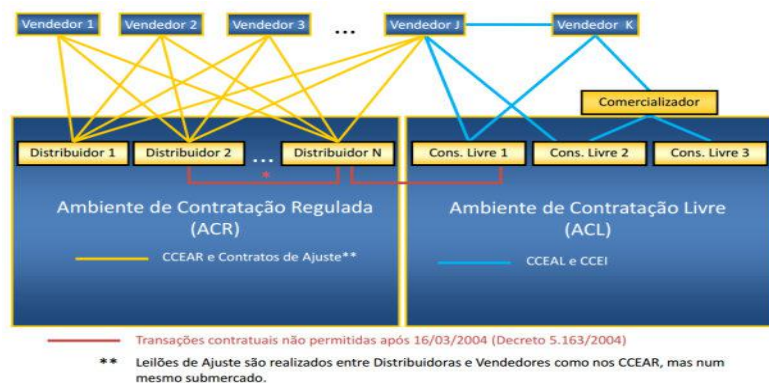 Vendedor 1 Vendedor 2 Vendedor 3 ... Vendedor J Vendedor K
Comercializador
Distribuidor 1 Distribuidor 2 ... Distribuidor N Cons. Livre 1 Cons. Livre 2 Cons. Livre 3
*
Ambiente de Contratação Regulada
(ACR)
CCEAR e Contratos de Ajuste**
Ambiente de Contratação Livre
(ACL)
CCEAL e CCEI
Transações contratuais não permitidas após 16/03/2004 (Decreto 5.163/2004)
** Leilões de Ajuste são realizados entre Distribuidoras e Vendedores como nos CCEAR, mas num
mesmo submercado.